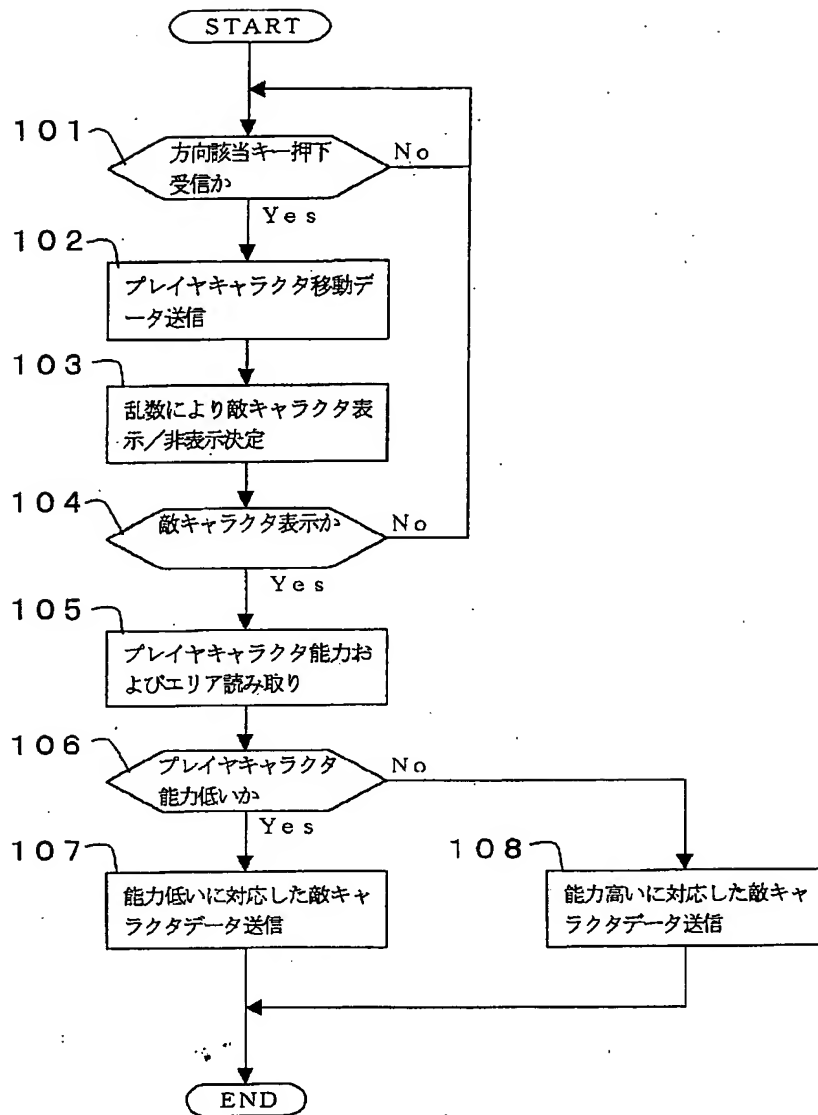 START
101
方向該当キー押下
受信か
No
Yes
102
プレイヤキャラクタ移動デ
ータ送信
103
乱数により敵キャラクタ表
示／非表示決定
104
敵キャラクタ表示か
No
Yes
105
プレイヤキャラクタ能力お
よびエリア読み取り
106
プレイヤキャラクタ
能力低いか
No
Yes
107
能力低いに対応した敵キャ
ラクタデータ送信
108
能力高いに対応した敵キャ
ラクタデータ送信
END